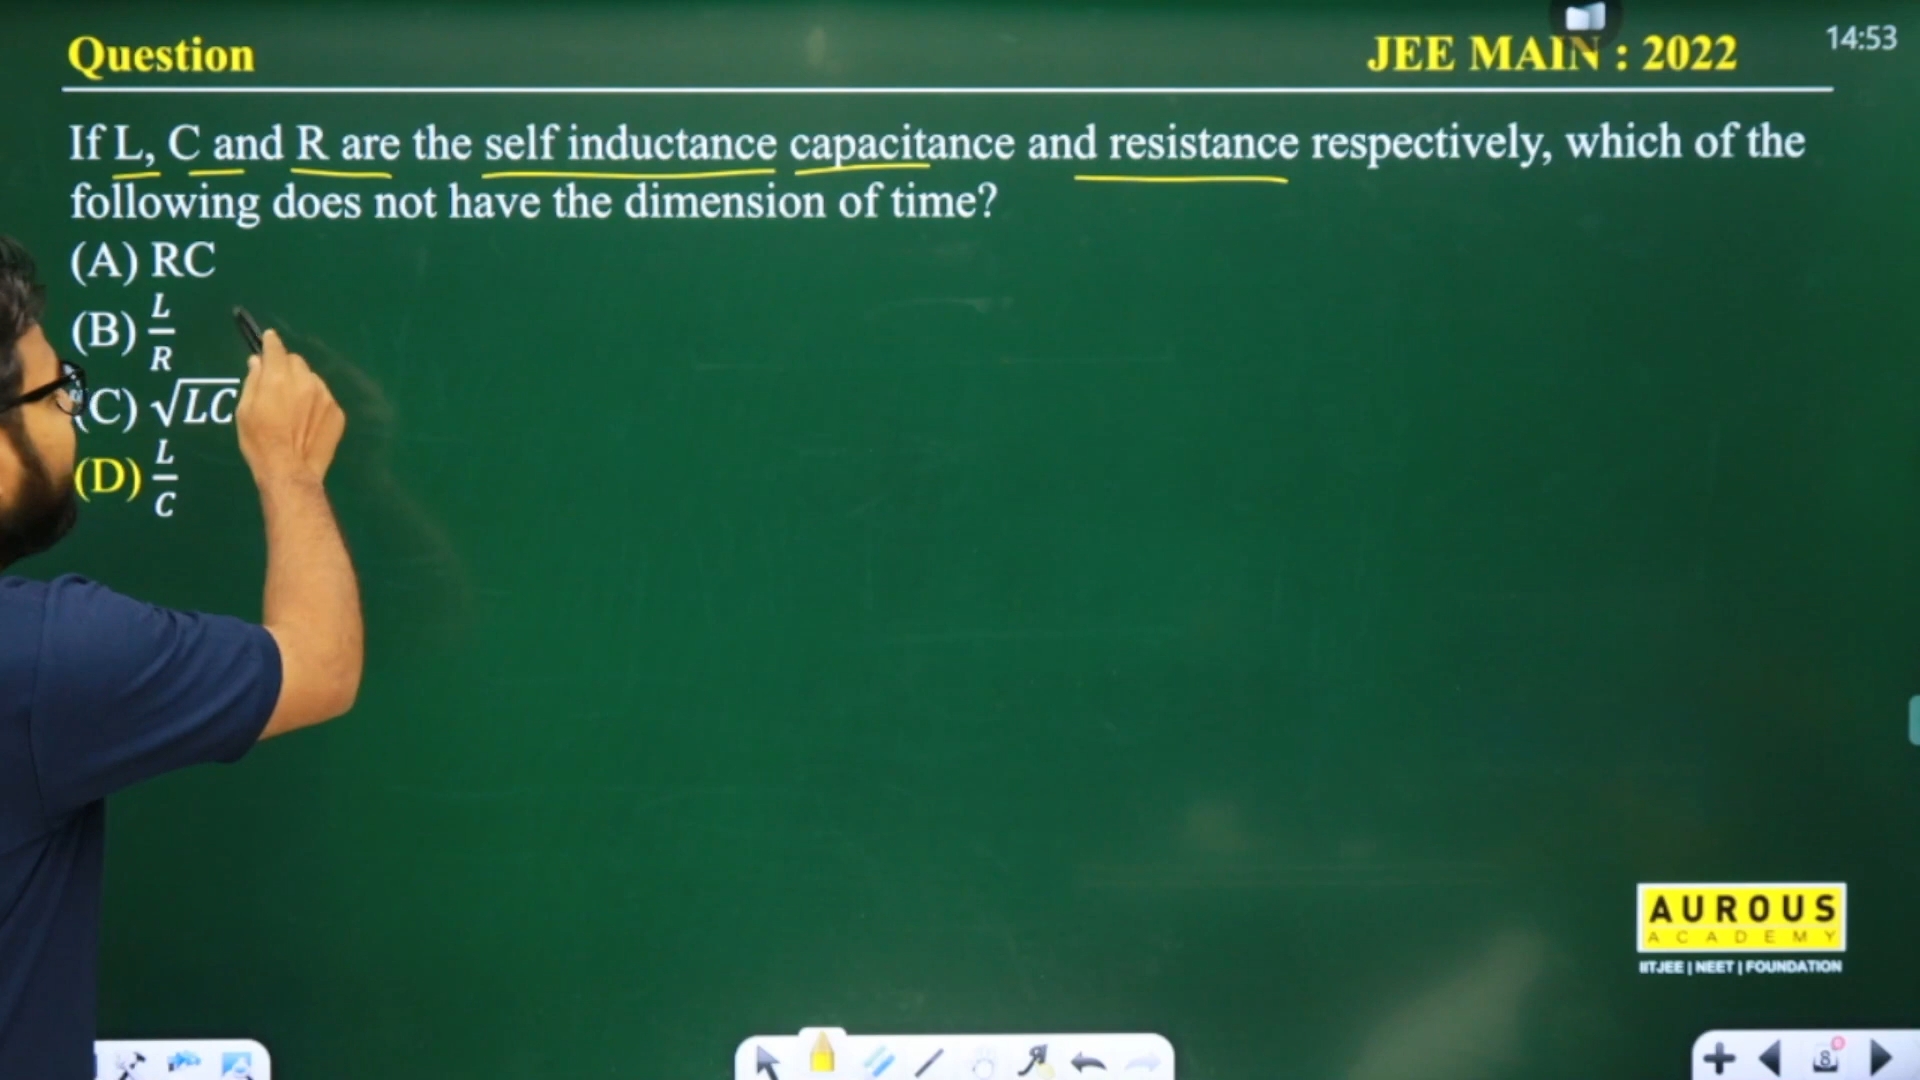 Question
JEE MAIN : 2022
14:53
If L, C and R are the self inductance capacitance and resistance respectively, which of the
following does not have the dimension of time?
(A) RC
(B) L/R
(C) √LC
(D) L/C
AUROUS
ACADEMY
IITJEE | NEET | FOUNDATION
8